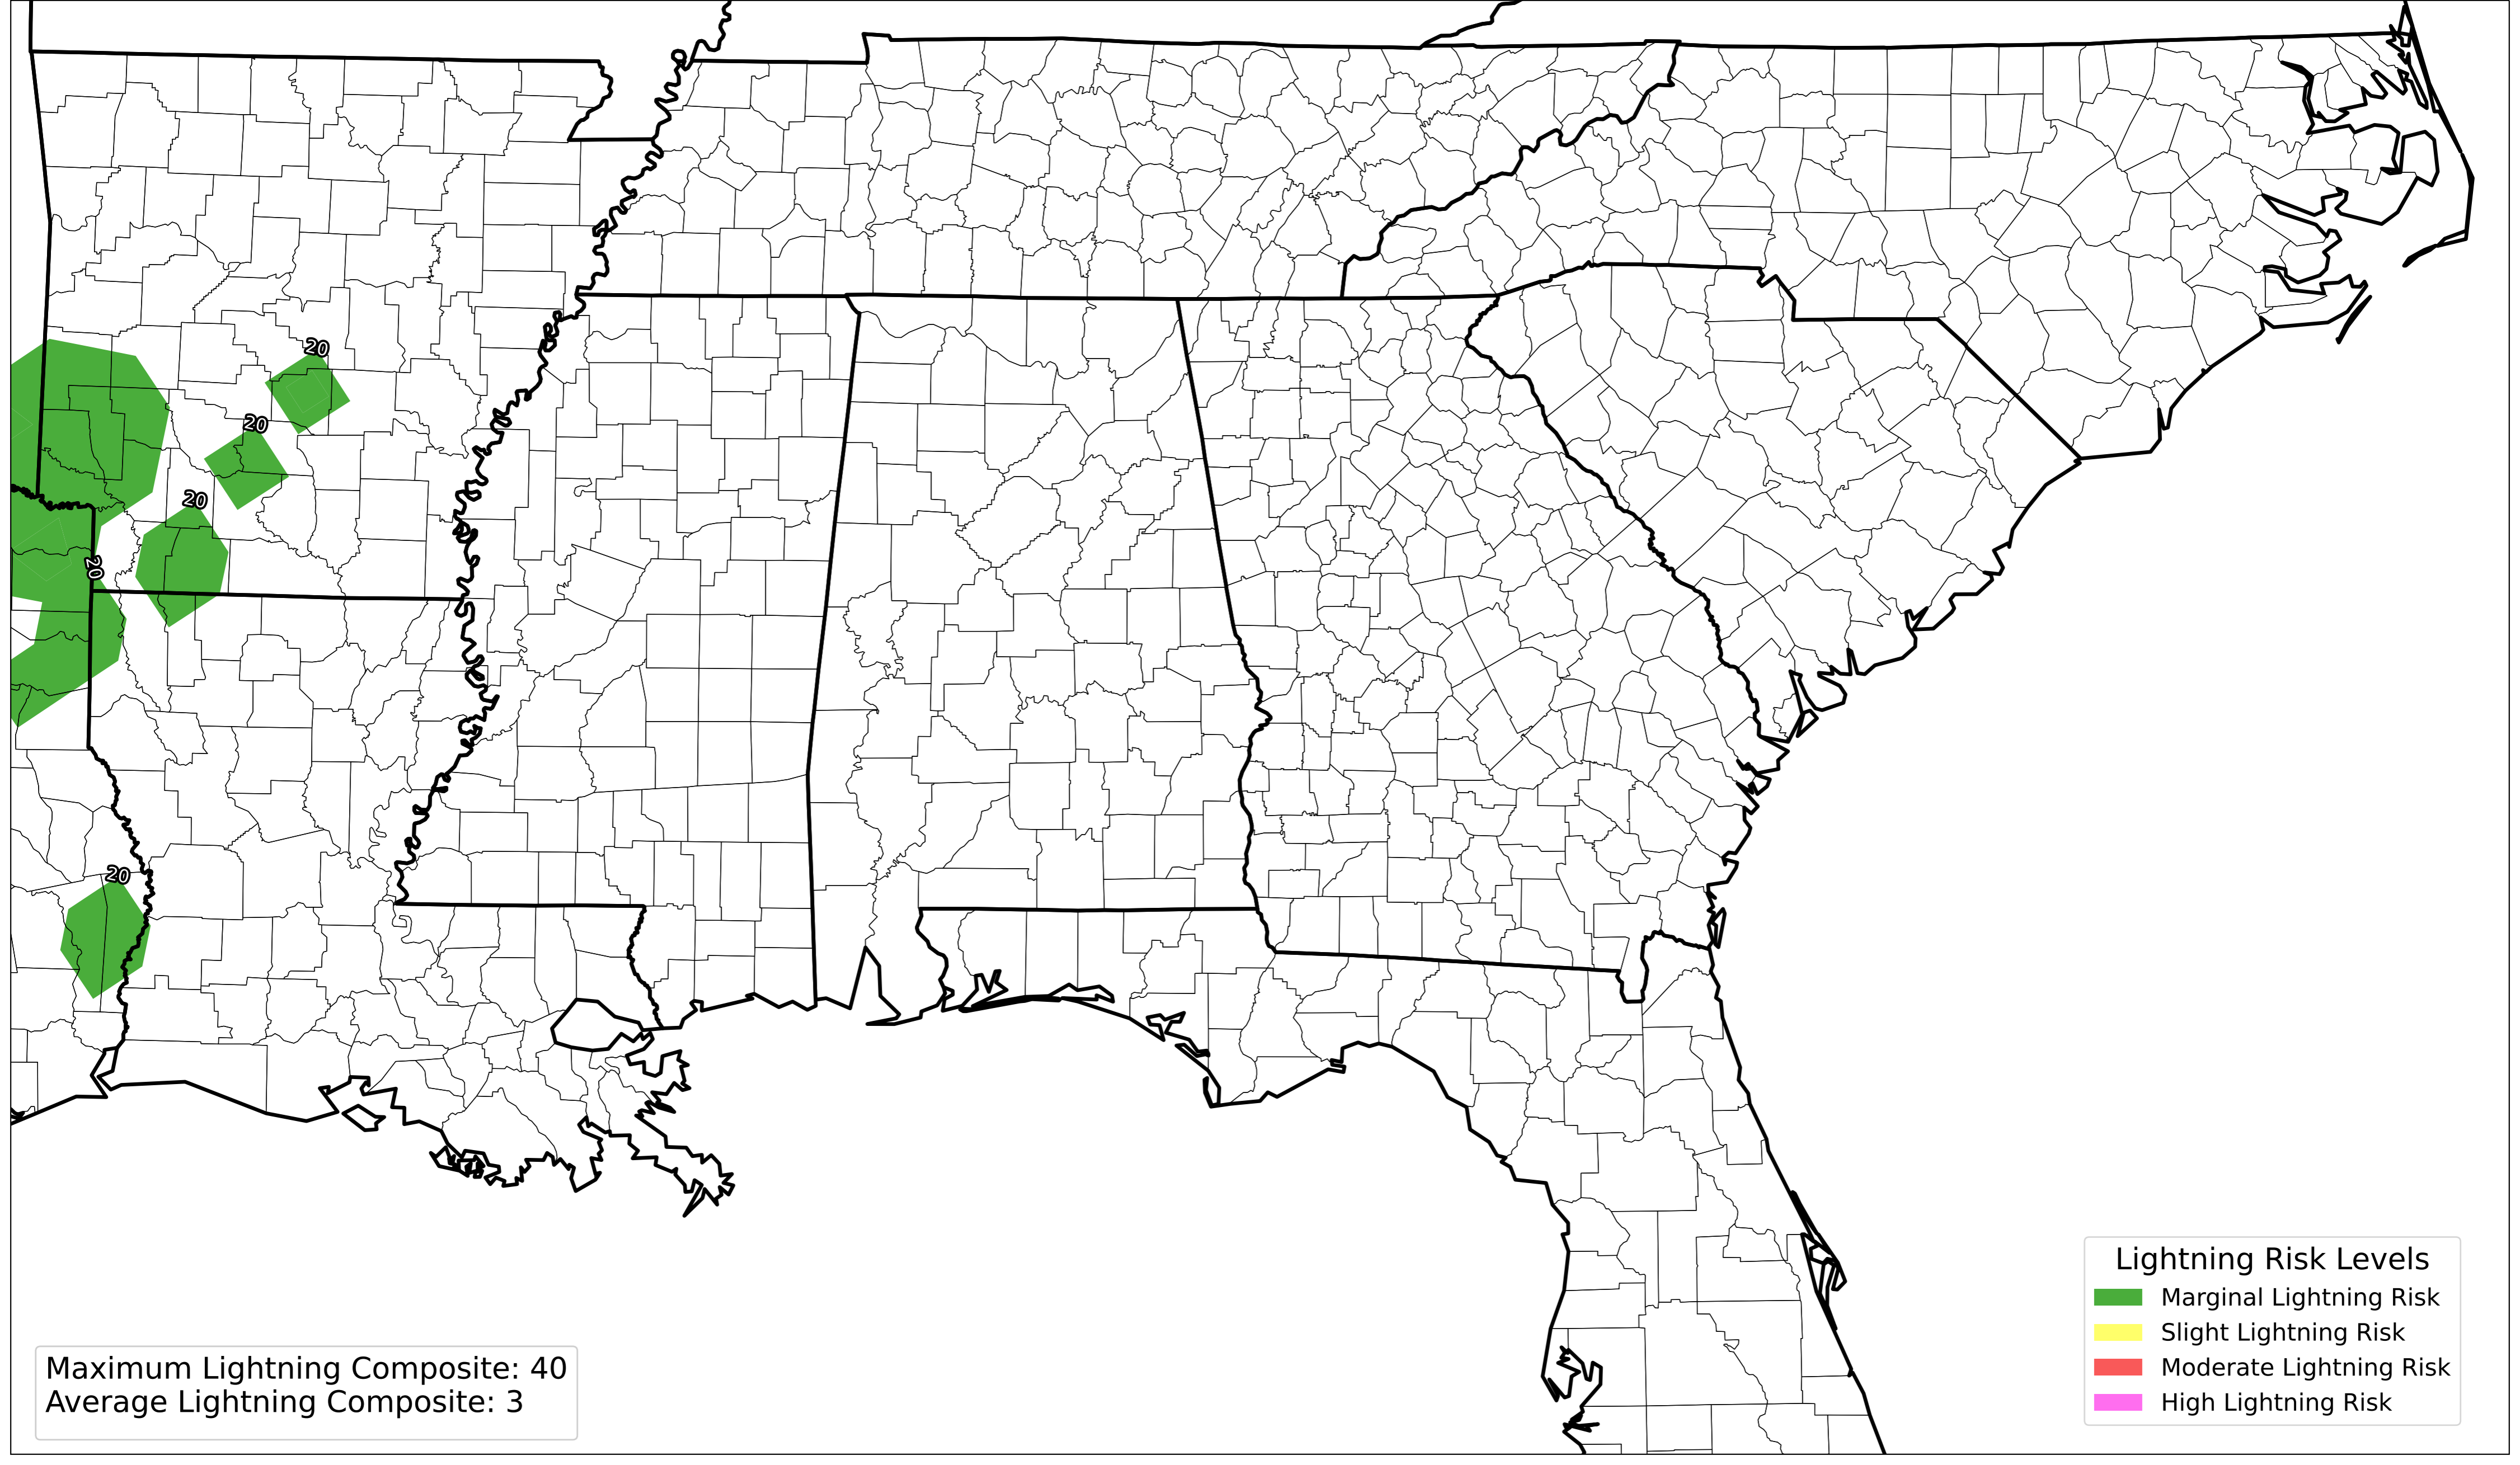 20
20
20
20
20
Maximum Lightning Composite: 40
Average Lightning Composite: 3
Lightning Risk Levels
Marginal Lightning Risk
Slight Lightning Risk
Moderate Lightning Risk
High Lightning Risk